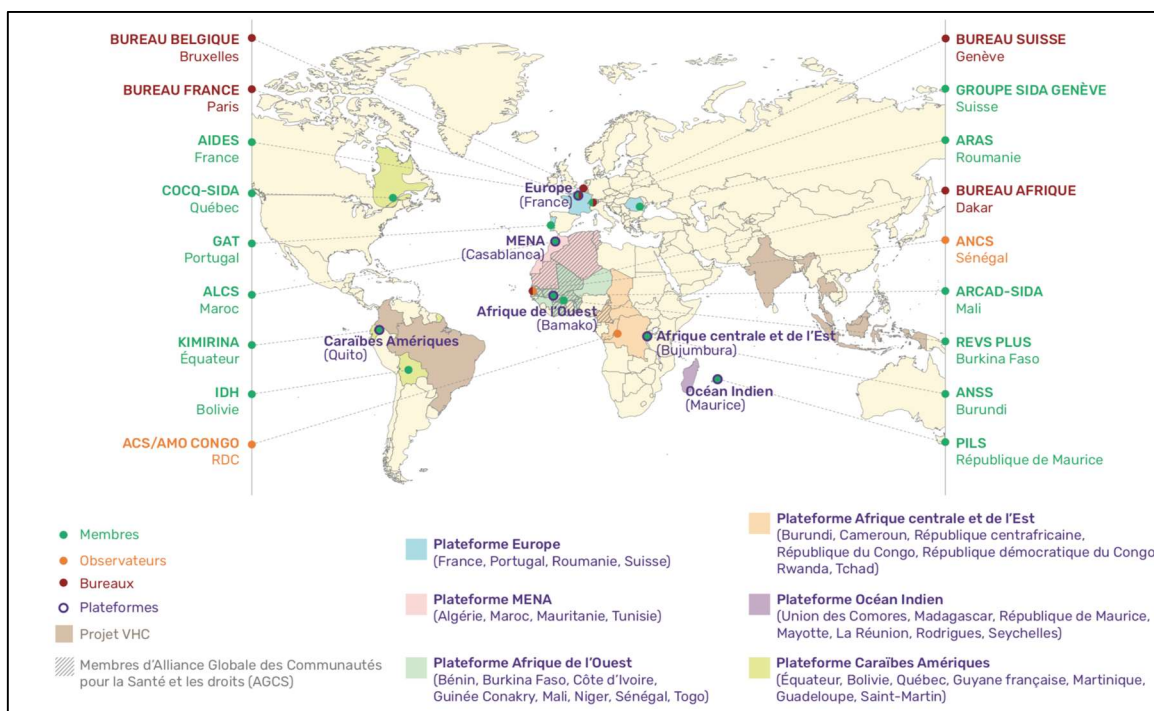 BUREAU BELGIQUE
Bruxelles
BUREAU FRANCE
Paris
AIDES
France
COCQ-SIDA
Québec
GAT
Portugal
ALCS
Maroc
KIMIRINA
Équateur
IDH
Bolivie
ACS/AMO CONGO
RDC
Europe
(France)
MENA
(Casablanca)
Afrique de l'Ouest
(Bamako)
Caraïbes Amériques
(Quito)
Afrique centrale et de l'Est
(Bujumbura)
Océan Indien
(Maurice)
BUREAU SUISSE
Genève
GROUPE SIDA GENÈVE
Suisse
ARAS
Roumanie
BUREAU AFRIQUE
Dakar
ANCS
Sénégal
ARCAD-SIDA
Mali
REVS PLUS
Burkina Faso
ANSS
Burundi
PILS
République de Maurice
Membres
Observateurs
Bureaux
Plateformes
Projet VHC
Membres d'Alliance Globale des Communautés
pour la Santé et les droits (AGCS)
Plateforme Europe
(France, Portugal, Roumanie, Suisse)
Plateforme MENA
(Algérie, Maroc, Mauritanie, Tunisie)
Plateforme Afrique de l'Ouest
(Bénin, Burkina Faso, Côte d'Ivoire,
Guinée Conakry, Mali, Niger, Sénégal, Togo)
Plateforme Afrique centrale et de l'Est
(Burundi, Cameroun, République centrafricaine,
République du Congo, République démocratique du Congo
Rwanda, Tchad)
Plateforme Océan Indien
(Union des Comores, Madagascar, République de Maurice,
Mayotte, La Réunion, Rodrigues, Seychelles)
Plateforme Caraïbes Amériques
(Équateur, Bolivie, Québec, Guyane française, Martinique,
Guadeloupe, Saint-Martin)